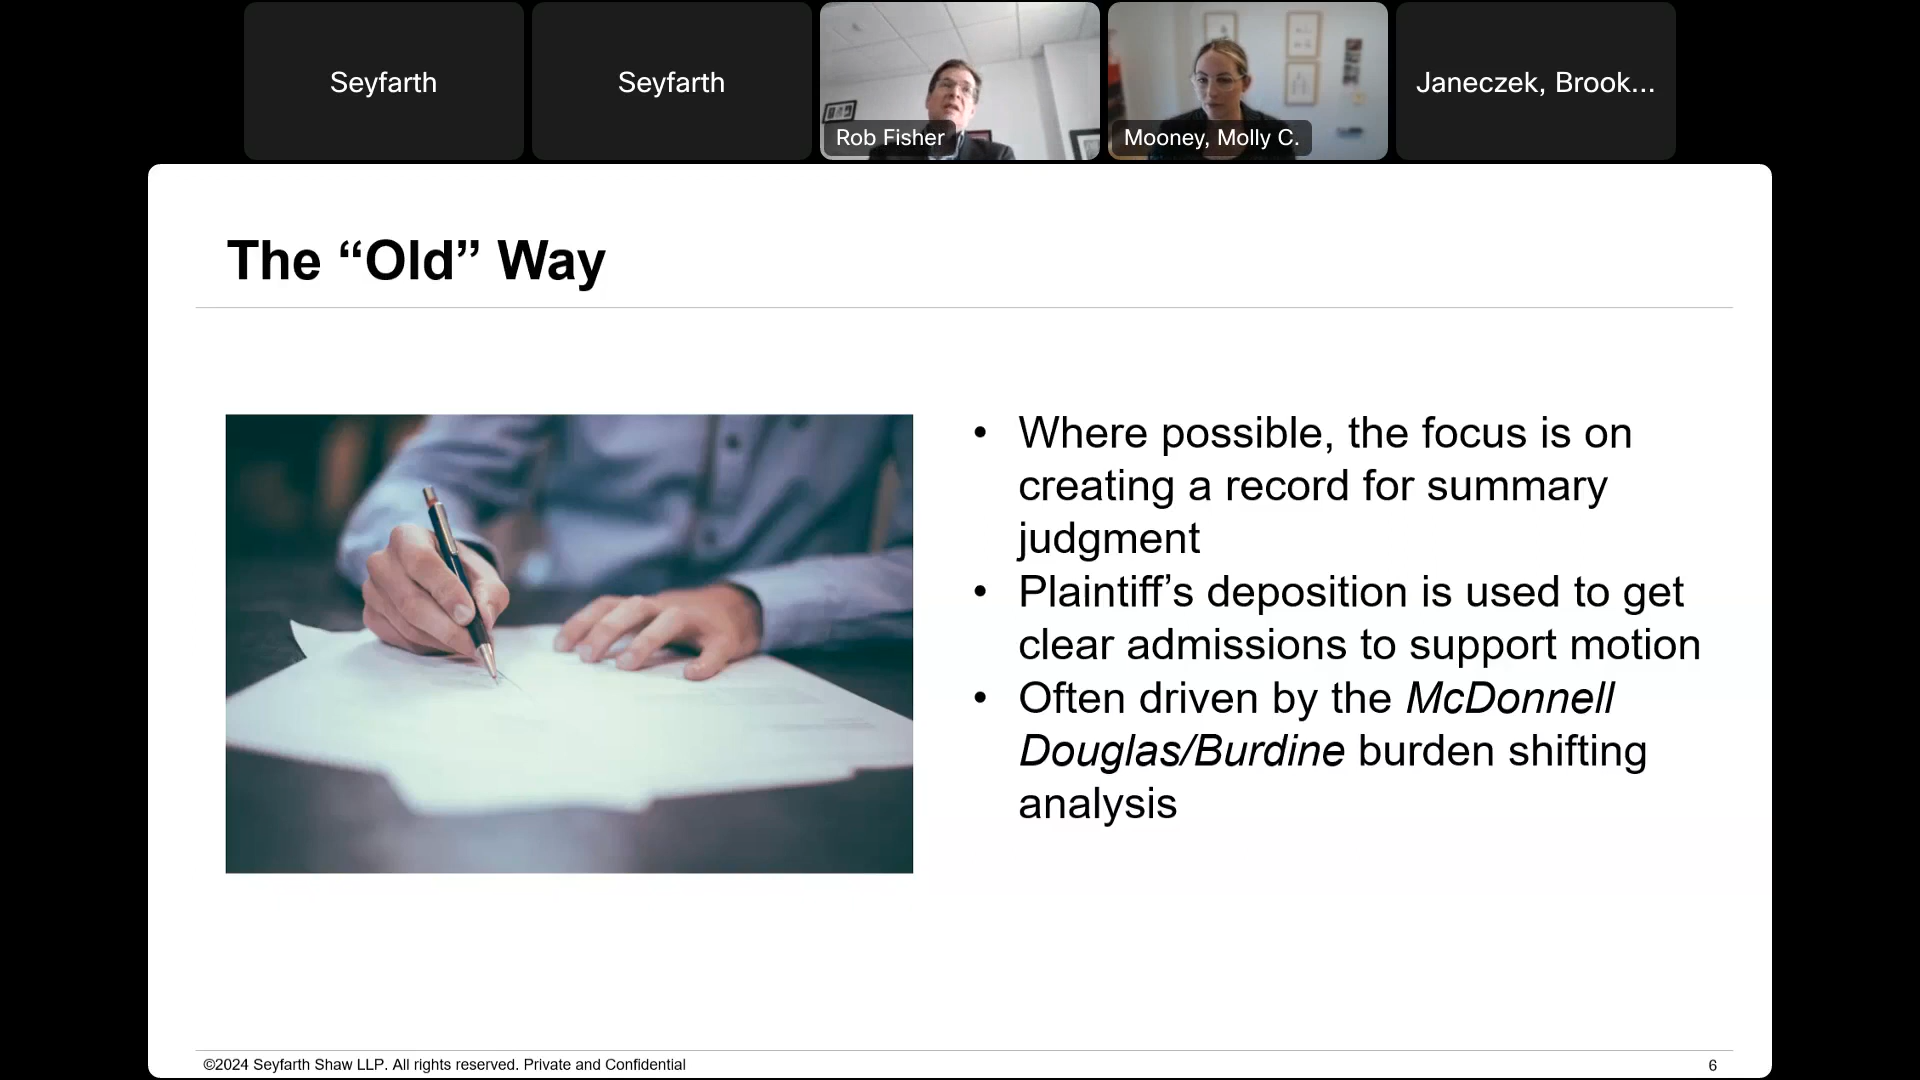 Seyfarth
Seyfarth
Rob Fisher
Mooney, Molly C.
Janeczek, Brook...
The “Old” Way
• Where possible, the focus is on
creating a record for summary
judgment
• Plaintiff’s deposition is used to get
clear admissions to support motion
• Often driven by the McDonnell
Douglas/Burdine burden shifting
analysis
©2024 Seyfarth Shaw LLP. All rights reserved. Private and Confidential
6